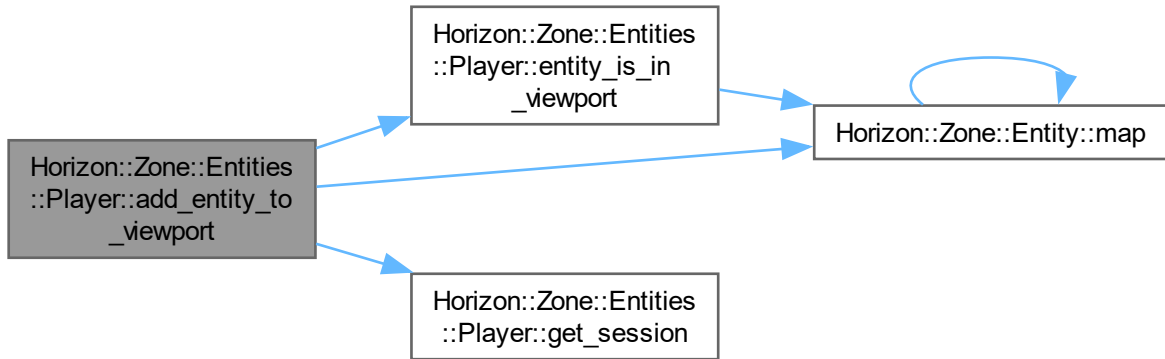 Horizon::Zone::Entities
::Player::add_entity_to
_viewport
Horizon::Zone::Entities
::Player::entity_is_in
_viewport
Horizon::Zone::Entity::map
Horizon::Zone::Entities
::Player::get_session